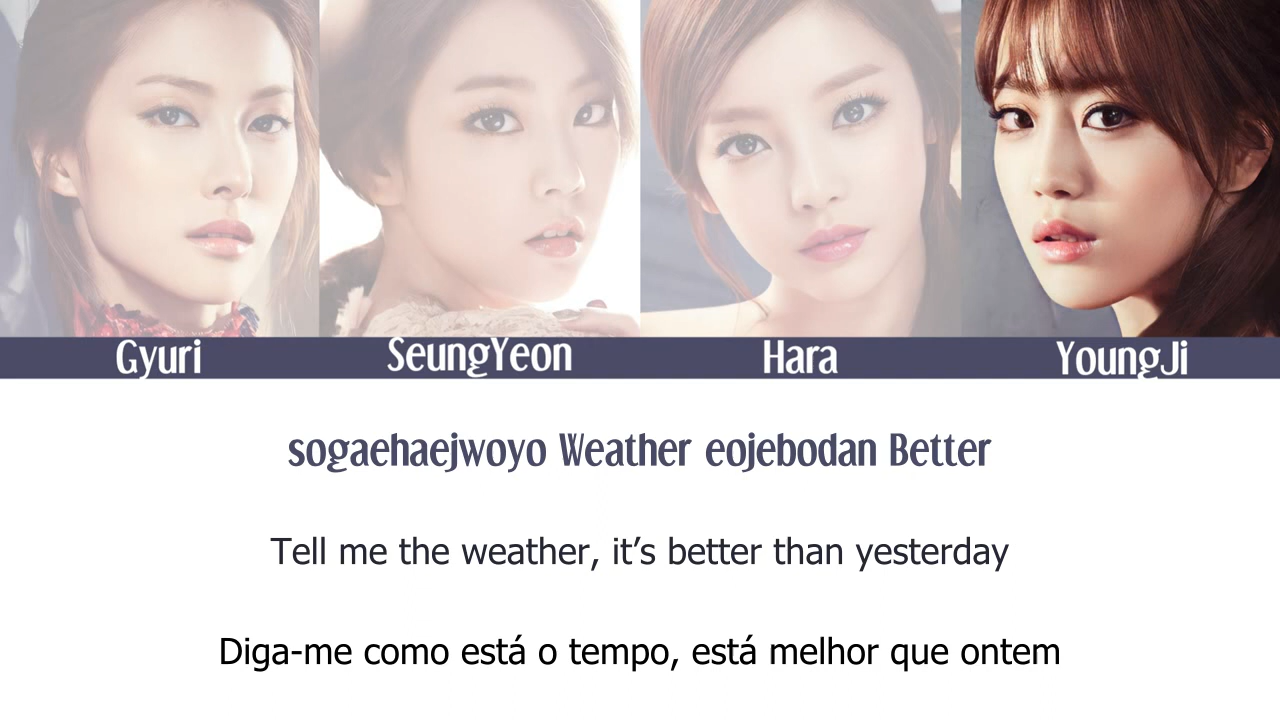 Gyuri SeungYeon Hara YoungJi
sogaehaejwoyo Weather eojebodan Better
Tell me the weather, it’s better than yesterday
Diga-me como está o tempo, está melhor que ontem